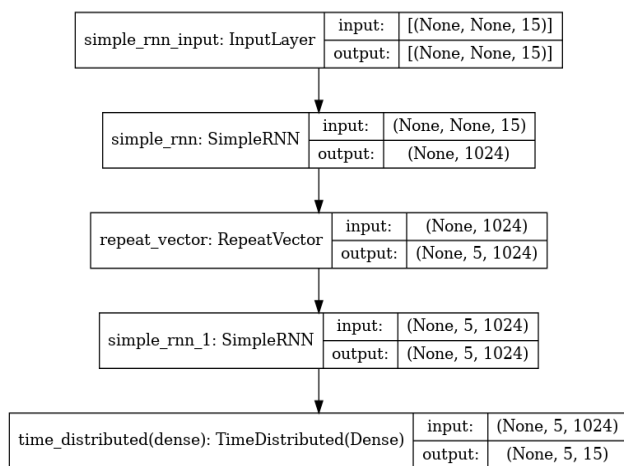 simple_rnn_input: InputLayer
input: [(None, None, 15)]
output: [(None, None, 15)]
simple_rnn: SimpleRNN
input: (None, None, 15)
output: (None, 1024)
repeat_vector: RepeatVector
input: (None, 1024)
output: (None, 5, 1024)
simple_rnn_1: SimpleRNN
input: (None, 5, 1024)
output: (None, 5, 1024)
time_distributed(dense): TimeDistributed(Dense)
input: (None, 5, 1024)
output: (None, 5, 15)